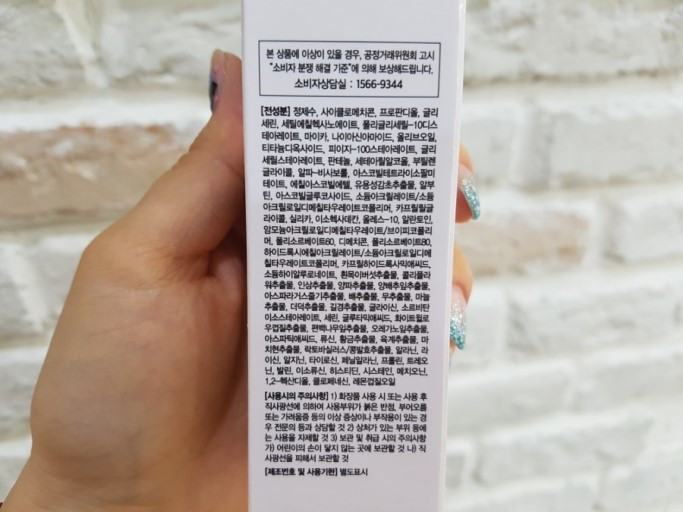 본 상품에 이상이 있을 경우, 공정거래위원회 고시
"소비자 분쟁 해결 기준"에 의해 보상해드립니다.
소비자상담실 : 1566-9344
[전성분] 정제수, 사이클로메치콘, 프로판디올, 글리
세린, 세틸에칠헥사노에이트, 폴리글리세릴-10디스
테아레이트, 마이카, 나이아신아마이드, 올리브오일,
티타늄디옥사이드, 피이지-100스테아레이트, 글리
세릴스테아레이트, 판테놀, 세테아릴알코올, 부틸렌
글라이콜, 알파-비사보롤, 아스코빌테트라이소팔미
테이트, 에칠아스코빌에텔, 유용성감초추출물, 알부
틴, 아스코빌글루코사이드, 소듐아크릴레이트/소듐
아크릴로일디메칠타우레이트코폴리머, 카프릴릴글
라이콜, 실리카, 이소헥사데칸, 올레스-10, 알란토인,
암모늄아크릴로일디메칠타우레이트/브이피코폴리
머, 폴리소르베이트60, 디메치콘, 폴리소르베이트80,
하이드록시에칠아크릴레이트/소듐아크릴로일디메
칠타우레이트코폴리머, 카프릴하이드록사믹애씨드,
소듐하이알루로네이트, 흰목이버섯추출물, 콜리플라
워추출물, 인삼추출물, 양파추출물, 양배추잎추출물,
아스파라거스줄기추출물, 배추추출물, 무추출물, 마늘
추출물, 더덕추출물, 길경추출물, 글라이신, 소르비탄
이소스테아레이트, 세린, 글루타믹애씨드, 화이트윌로
우껍질추출물, 편백나무잎추출물, 오레가노잎추출물,
아스파틱애씨드, 류신, 황금추출물, 육계추출물, 마
치현추출물, 락토바실러스/콩발효추출물, 알라닌, 라
이신, 알지닌, 타이로신, 페닐알라닌, 프롤린, 트레오
닌, 발린, 이소류신, 히스티딘, 시스테인, 메치오닌,
1,2-헥산디올, 클로페네신, 레몬껍질오일
[사용시의 주의사항] 1) 화장품 사용 시 또는 사용 후
직사광선에 의하여 사용부위가 붉은 반점, 부어오름
또는 가려움증 등의 이상 증상이나 부작용이 있는 경
우 전문의 등과 상담할 것 2) 상처가 있는 부위 등에
는 사용을 자제할 것 3) 보관 및 취급 시의 주의사항
가) 어린이의 손이 닿지 않는 곳에 보관할 것 나) 직
사광선을 피해서 보관할 것
[제조번호 및 사용기한] 별도표시